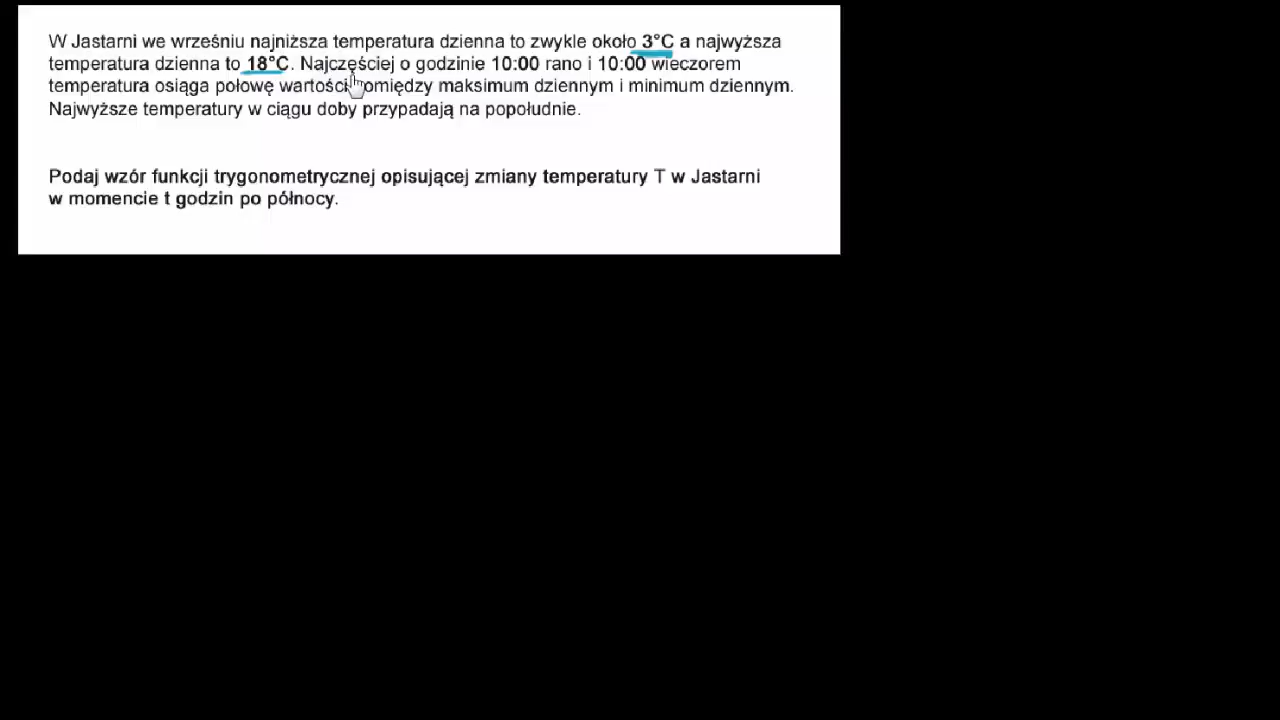 W Jastarni we wrześniu najniższa temperatura dzienna to zwykle około 3°C a najwyższa
temperatura dzienna to 18°C. Najczęściej o godzinie 10:00 rano i 10:00 wieczorem
temperatura osiąga połowę wartości pomiędzy maksimum dziennym i minimum dziennym.
Najwyższe temperatury w ciągu doby przypadają na popołudnie.
Podaj wzór funkcji trygonometrycznej opisującej zmiany temperatury T w Jastarni
w momencie t godzin po północy.